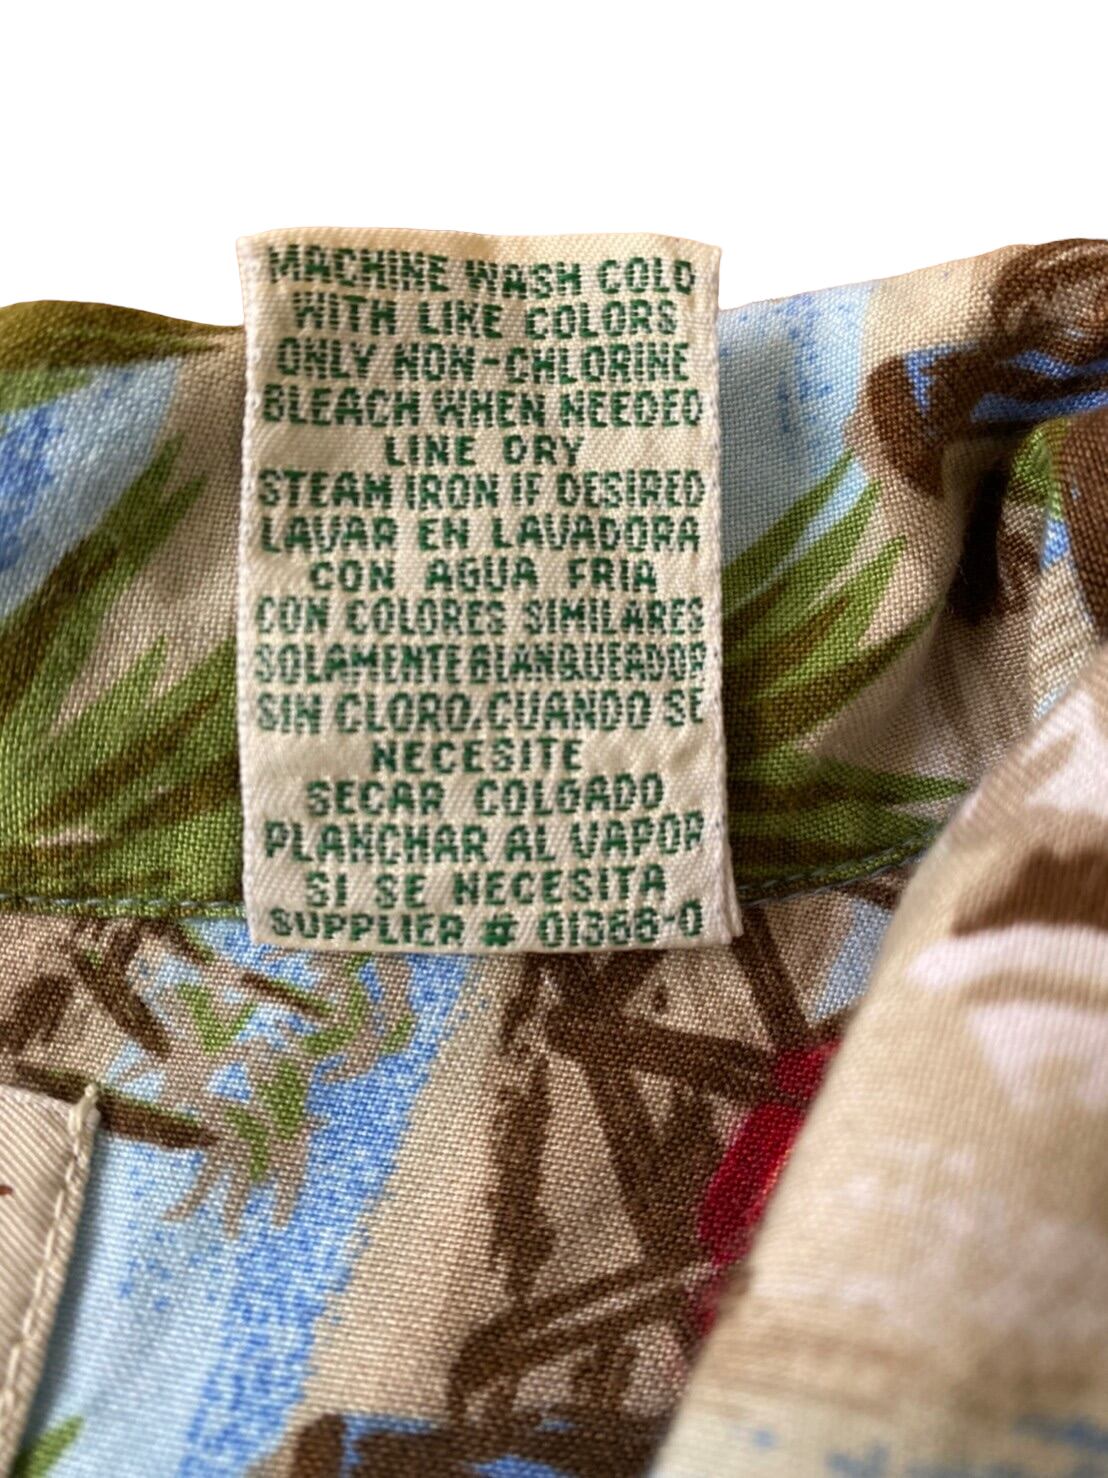 MACHINE WASH COLD
WITH LIKE COLORS
ONLY NON-CHLORINE
BLEACH WHEN NEEDED
LINE DRY
STEAM IRON IF DESIRED
LAVAR EN LAVADORA
CON AGUA FRIA
CON COLORES SIMILARES
SOLAMENTE BLANQUEADOR
SIN CLORO, CUANDO SE
NECESITE
SECAR COLGADO
PLANCHAR AL VAPOR
SI SE NECESITA
SUPPLIER # 01366-0